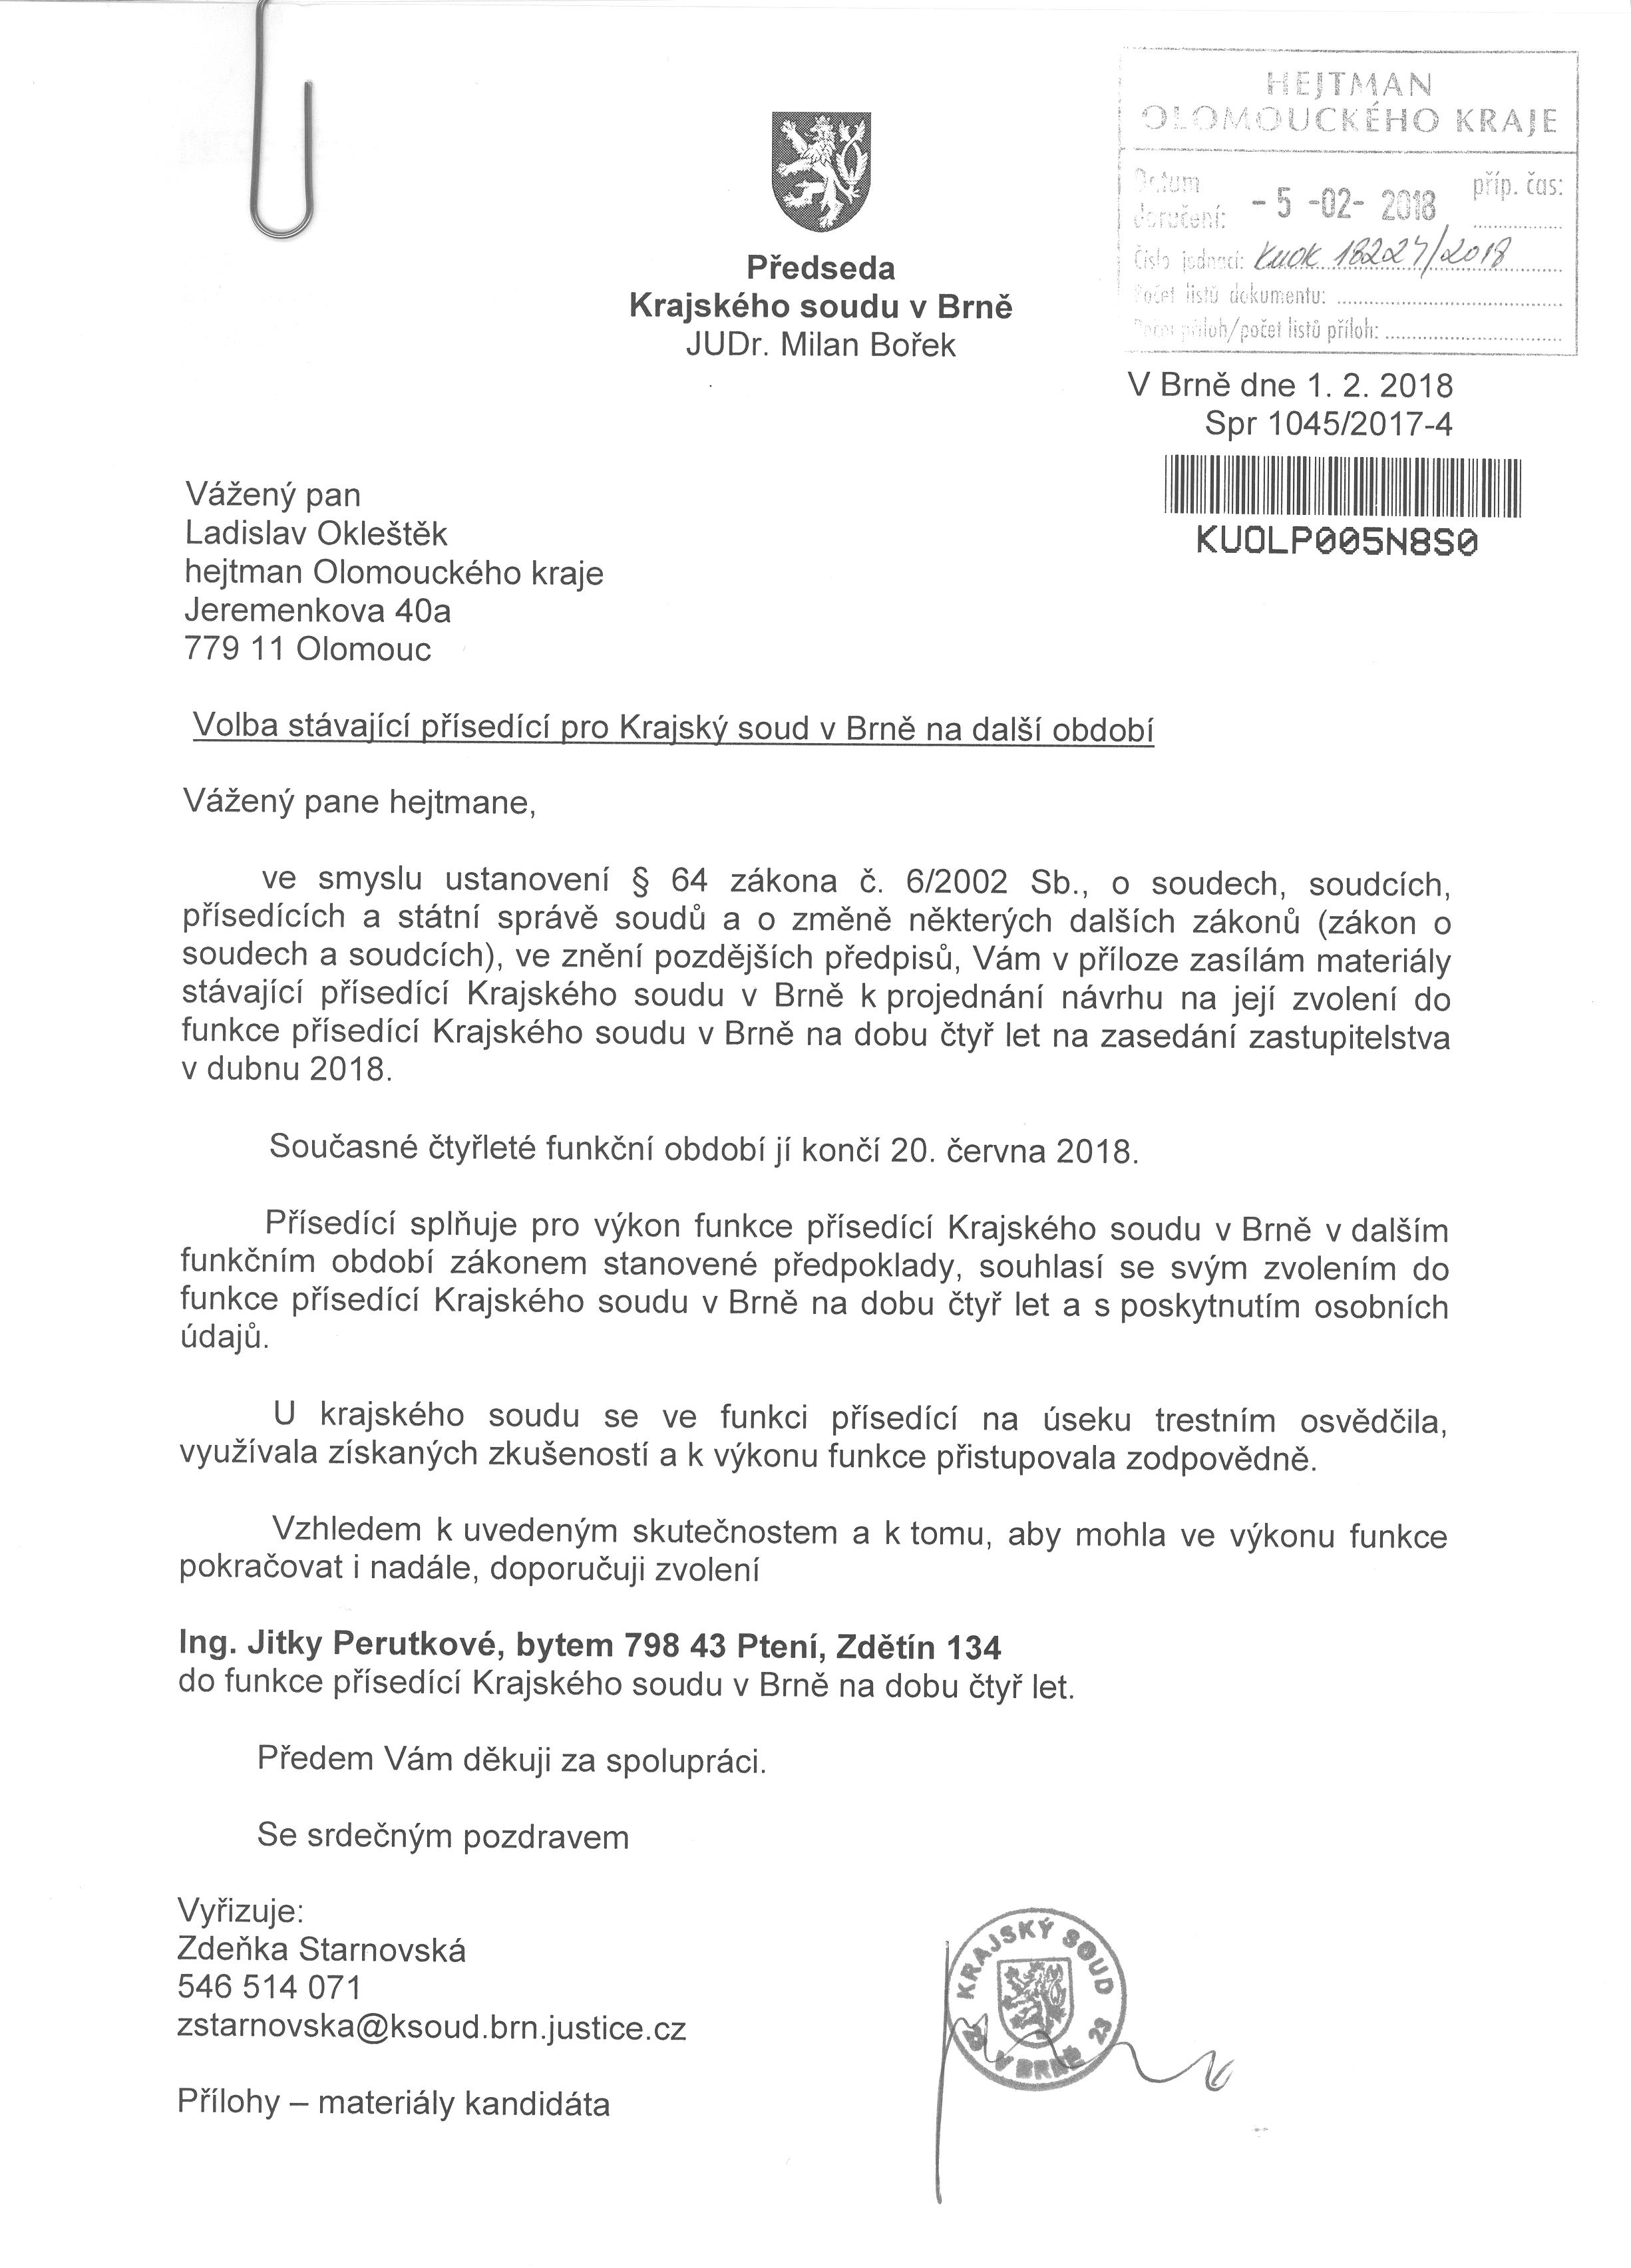 HEJTMAN
OLOMOUCKÉHO KRAJE
Datum doručení: - 5 -02- 2018 příp. čas:
Číslo jednací: KUOK 18227/2018
Počet listů dokumentu:
Počet příloh/počet listů příloh:
Předseda
Krajského soudu v Brně
JUDr. Milan Bořek
V Brně dne 1. 2. 2018
Spr 1045/2017-4
KUOLP005N8S0
Vážený pan
Ladislav Okleštěk
hejtman Olomouckého kraje
Jeremenkova 40a
779 11 Olomouc
Volba stávající přísedící pro Krajský soud v Brně na další období
Vážený pane hejtmane,
ve smyslu ustanovení § 64 zákona č. 6/2002 Sb., o soudech, soudcích,
přísedících a státní správě soudů a o změně některých dalších zákonů (zákon o
soudech a soudcích), ve znění pozdějších předpisů, Vám v příloze zasílám materiály
stávající přísedící Krajského soudu v Brně k projednání návrhu na její zvolení do
funkce přísedící Krajského soudu v Brně na dobu čtyř let na zasedání zastupitelstva
v dubnu 2018.
Současné čtyřleté funkční období jí končí 20. června 2018.
Přísedící splňuje pro výkon funkce přísedící Krajského soudu v Brně v dalším
funkčním období zákonem stanovené předpoklady, souhlasí se svým zvolením do
funkce přísedící Krajského soudu v Brně na dobu čtyř let a s poskytnutím osobních
údajů.
U krajského soudu se ve funkci přísedící na úseku trestním osvědčila,
využívala získaných zkušeností a k výkonu funkce přistupovala zodpovědně.
Vzhledem k uvedeným skutečnostem a k tomu, aby mohla ve výkonu funkce
pokračovat i nadále, doporučuji zvolení
Ing. Jitky Perutkové, bytem 798 43 Ptení, Zdětín 134
do funkce přísedící Krajského soudu v Brně na dobu čtyř let.
Předem Vám děkuji za spolupráci.
Se srdečným pozdravem
Vyřizuje:
Zdeňka Starnovská
546 514 071
zstarnovska@ksoud.brn.justice.cz
Přílohy – materiály kandidáta
KRAJSKÝ SOUD
V BRNĚ
23